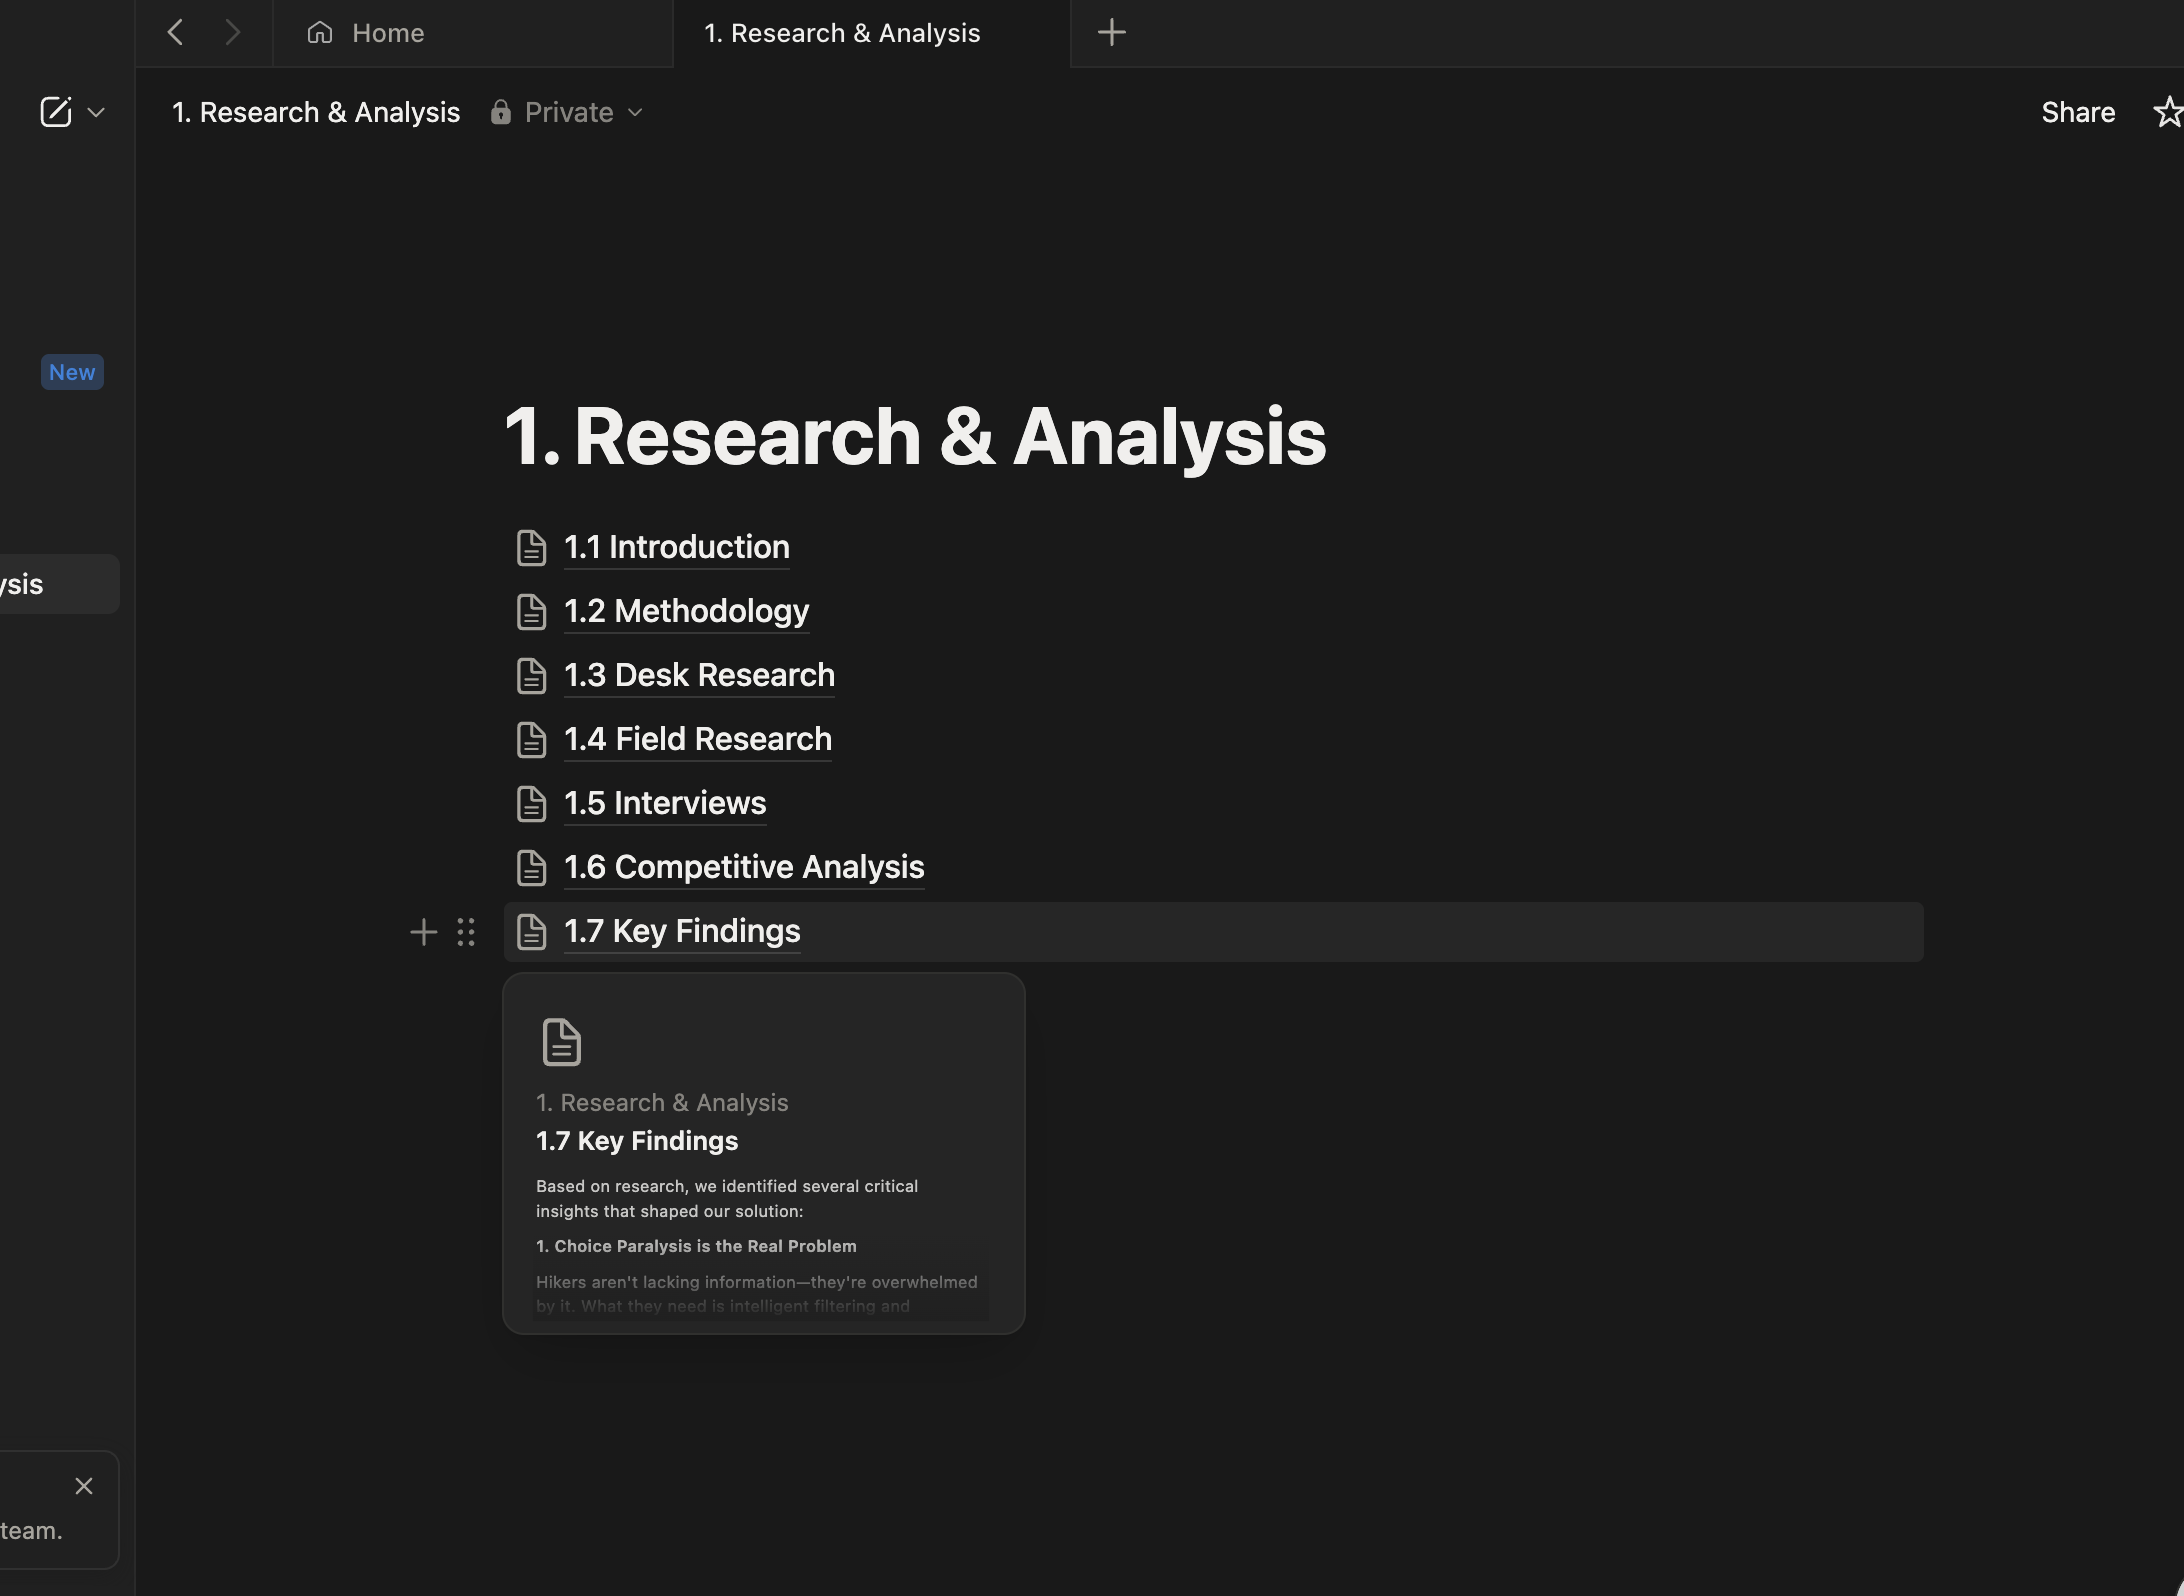 Home
1. Research & Analysis
1. Research & Analysis
Private
Share
New
ysis
1. Research & Analysis
1.1 Introduction
1.2 Methodology
1.3 Desk Research
1.4 Field Research
1.5 Interviews
1.6 Competitive Analysis
1.7 Key Findings
1. Research & Analysis
1.7 Key Findings
Based on research, we identified several critical
insights that shaped our solution:
1. Choice Paralysis is the Real Problem
Hikers aren't lacking information—they're overwhelmed
by it. What they need is intelligent filtering and
team.